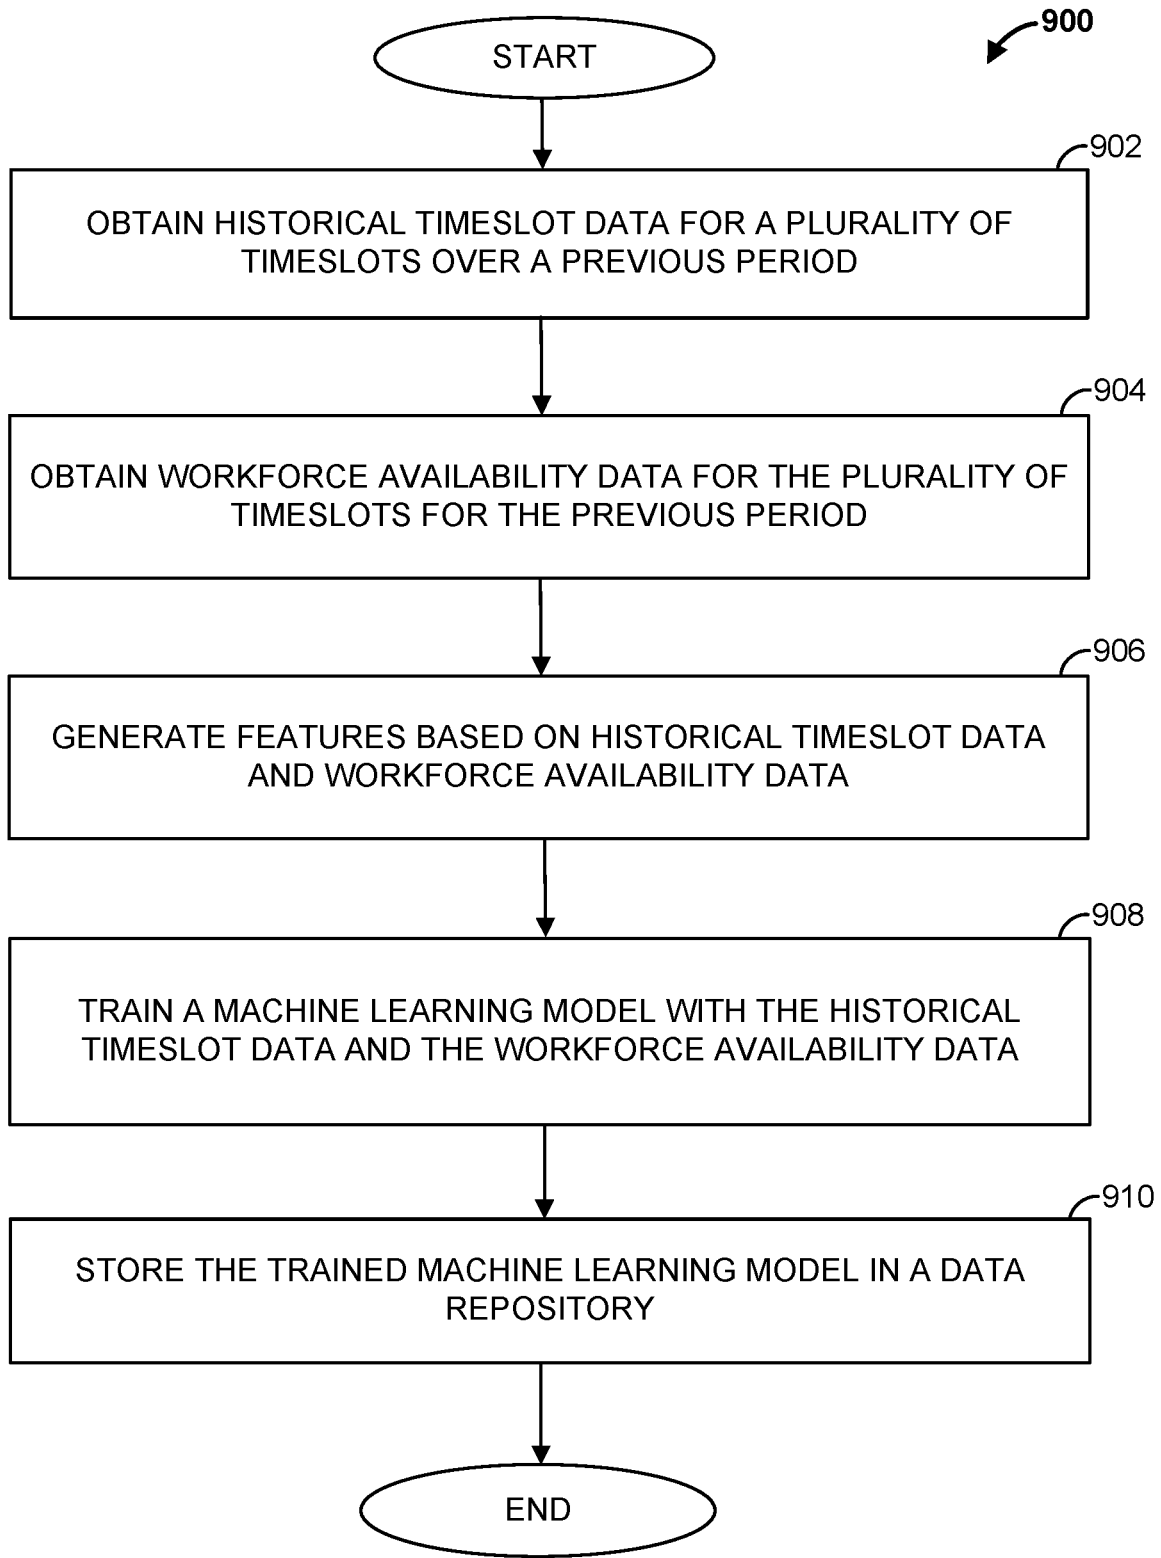 START
900
902
OBTAIN HISTORICAL TIMESLOT DATA FOR A PLURALITY OF
TIMESLOTS OVER A PREVIOUS PERIOD
904
OBTAIN WORKFORCE AVAILABILITY DATA FOR THE PLURALITY OF
TIMESLOTS FOR THE PREVIOUS PERIOD
906
GENERATE FEATURES BASED ON HISTORICAL TIMESLOT DATA
AND WORKFORCE AVAILABILITY DATA
908
TRAIN A MACHINE LEARNING MODEL WITH THE HISTORICAL
TIMESLOT DATA AND THE WORKFORCE AVAILABILITY DATA
910
STORE THE TRAINED MACHINE LEARNING MODEL IN A DATA
REPOSITORY
END